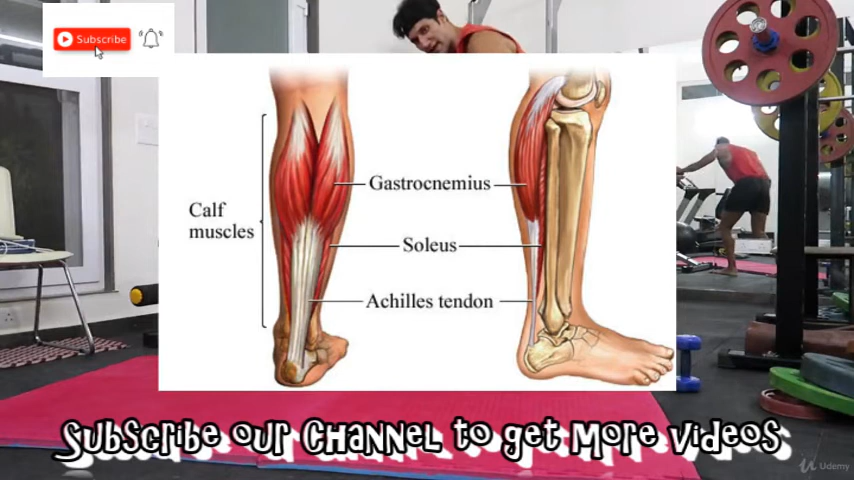 Subscribe
Gastrocnemius
Calf
muscles
Soleus
Achilles tendon
Subscribe our Channel to get More Videos
Udemy